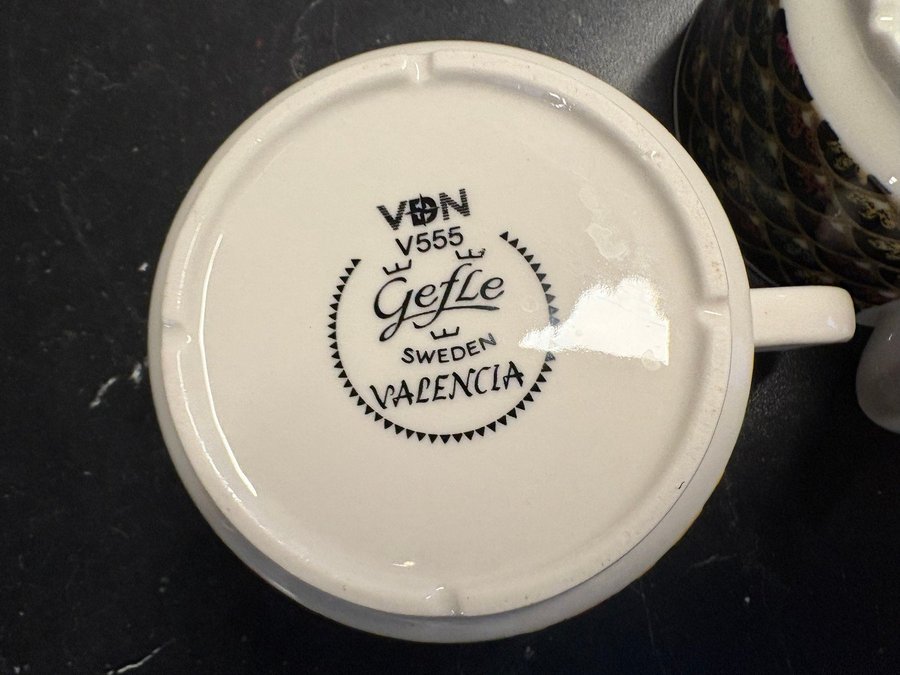 VDN
V555
Gefle
SWEDEN
VALENCIA